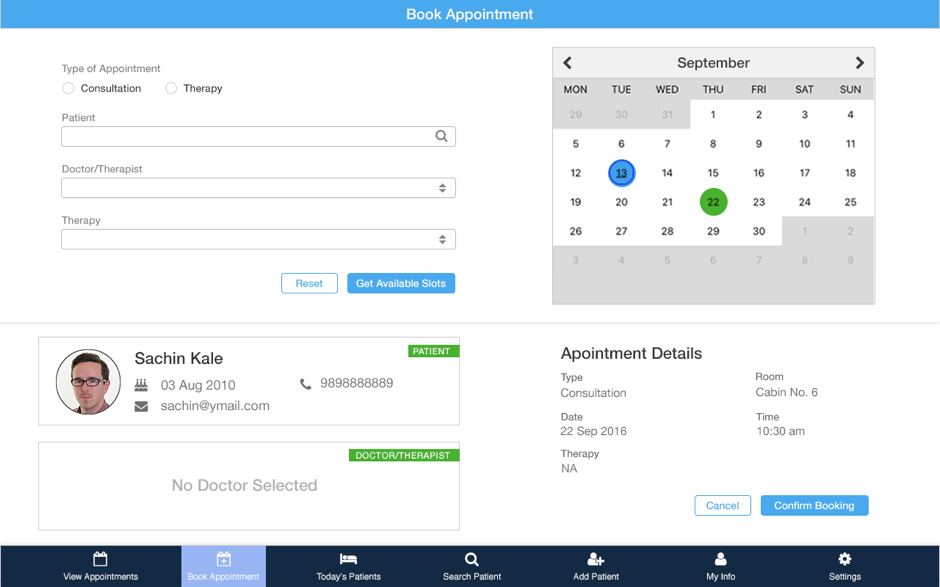 Book Appointment
Type of Appointment
Consultation Therapy
Patient
Doctor/Therapist
Therapy
Reset Get Available Slots
September
MON TUE WED THU FRI SAT SUN
29 30 31 1 2 3 4
5 6 7 8 9 10 11
12 13 14 15 16 17 18
19 20 21 22 23 24 25
26 27 28 29 30 1 2
3 4 5 6 7 8 9
PATIENT
Sachin Kale
03 Aug 2010 9898888889
sachin@ymail.com
DOCTOR/THERAPIST
No Doctor Selected
Apointment Details
Type Room
Consultation Cabin No. 6
Date Time
22 Sep 2016 10:30 am
Therapy
NA
Cancel Confirm Booking
View Appointments Book Appointment Today's Patients Search Patient Add Patient My Info Settings